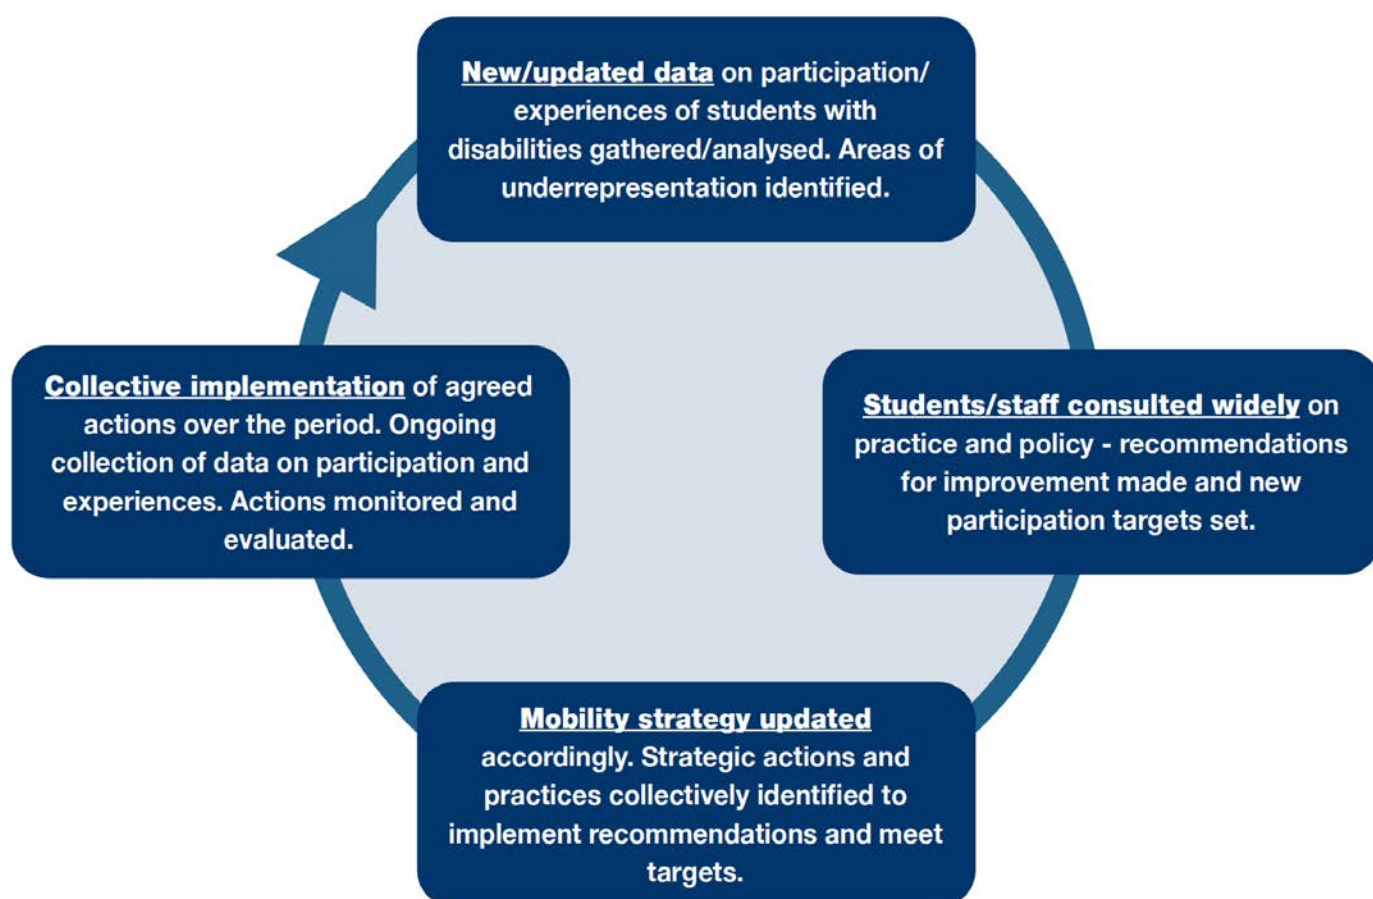 New/updated data on participation/
experiences of students with
disabilities gathered/analysed. Areas of
underrepresentation identified.
Students/staff consulted widely on
practice and policy - recommendations
for improvement made and new
participation targets set.
Mobility strategy updated
accordingly. Strategic actions and
practices collectively identified to
implement recommendations and meet
targets.
Collective implementation of agreed
actions over the period. Ongoing
collection of data on participation and
experiences. Actions monitored and
evaluated.